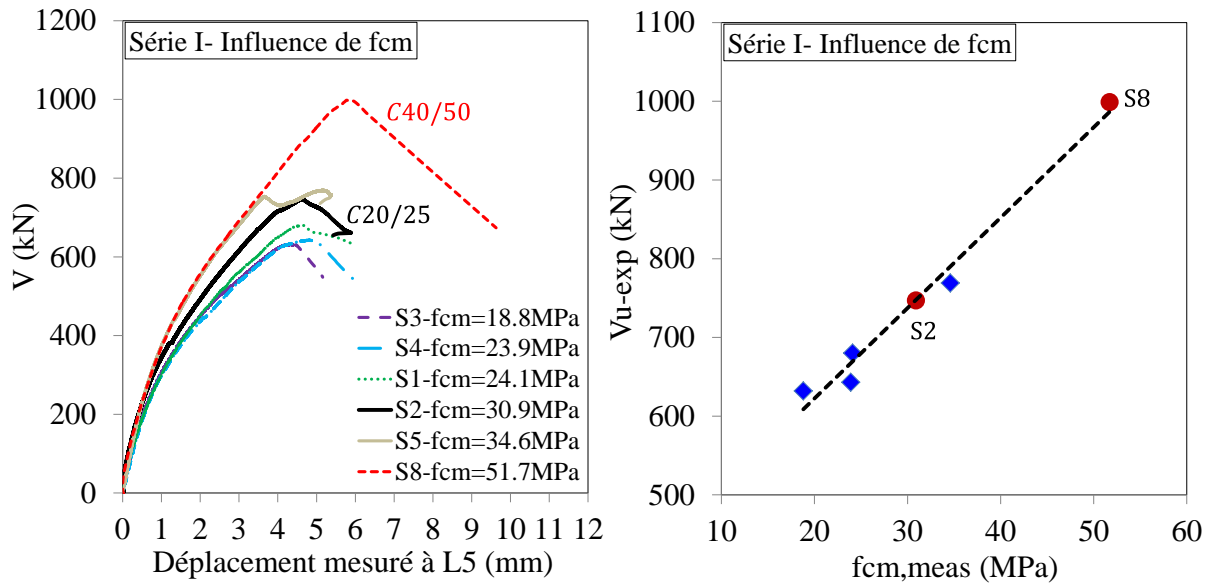 Série I- Influence de fcm
1200
1000
800
600
400
200
0
V (kN)
C40/50
C20/25
S3-fcm=18.8MPa
S4-fcm=23.9MPa
S1-fcm=24.1MPa
S2-fcm=30.9MPa
S5-fcm=34.6MPa
S8-fcm=51.7MPa
0 1 2 3 4 5 6 7 8 9 10 11 12
Déplacement mesuré à L5 (mm)
Série I- Influence de fcm
1100
1000
900
800
700
600
500
Vu-exp (kN)
S8
S2
10 20 30 40 50 60
fcm,meas (MPa)